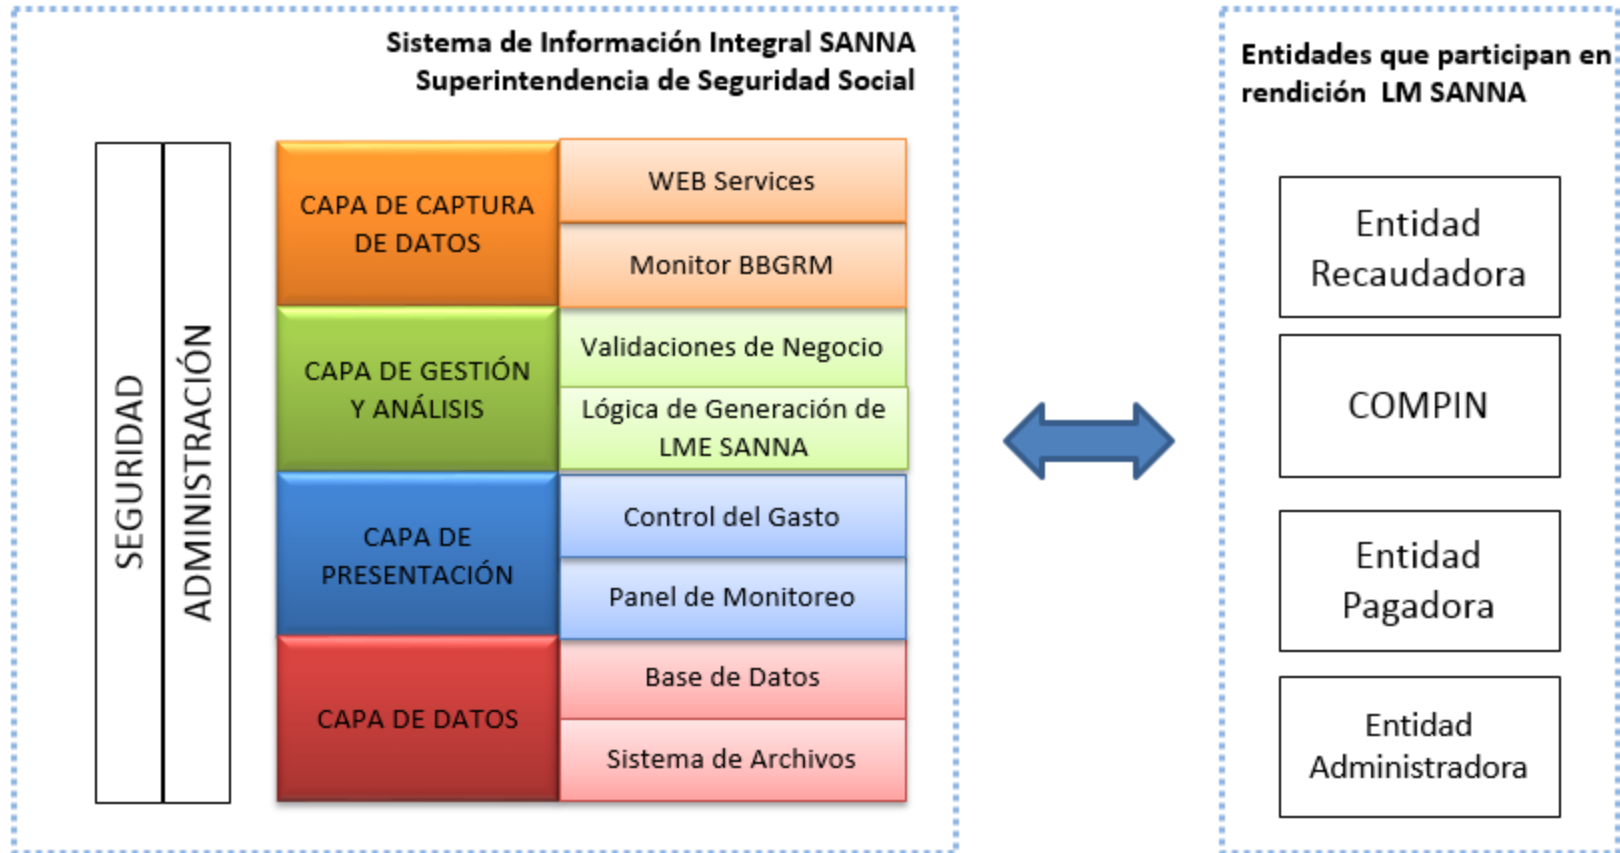 Sistema de Información Integral SANNA
Superintendencia de Seguridad Social
SEGURIDAD
ADMINISTRACIÓN
CAPA DE CAPTURA
DE DATOS
WEB Services
Monitor BBGRM
CAPA DE GESTIÓN
Y ANÁLISIS
Validaciones de Negocio
Lógica de Generación de
LME SANNA
CAPA DE
PRESENTACIÓN
Control del Gasto
Panel de Monitoreo
CAPA DE DATOS
Base de Datos
Sistema de Archivos
Entidades que participan en
rendición LM SANNA
Entidad
Recaudadora
COMPIN
Entidad
Pagadora
Entidad
Administradora